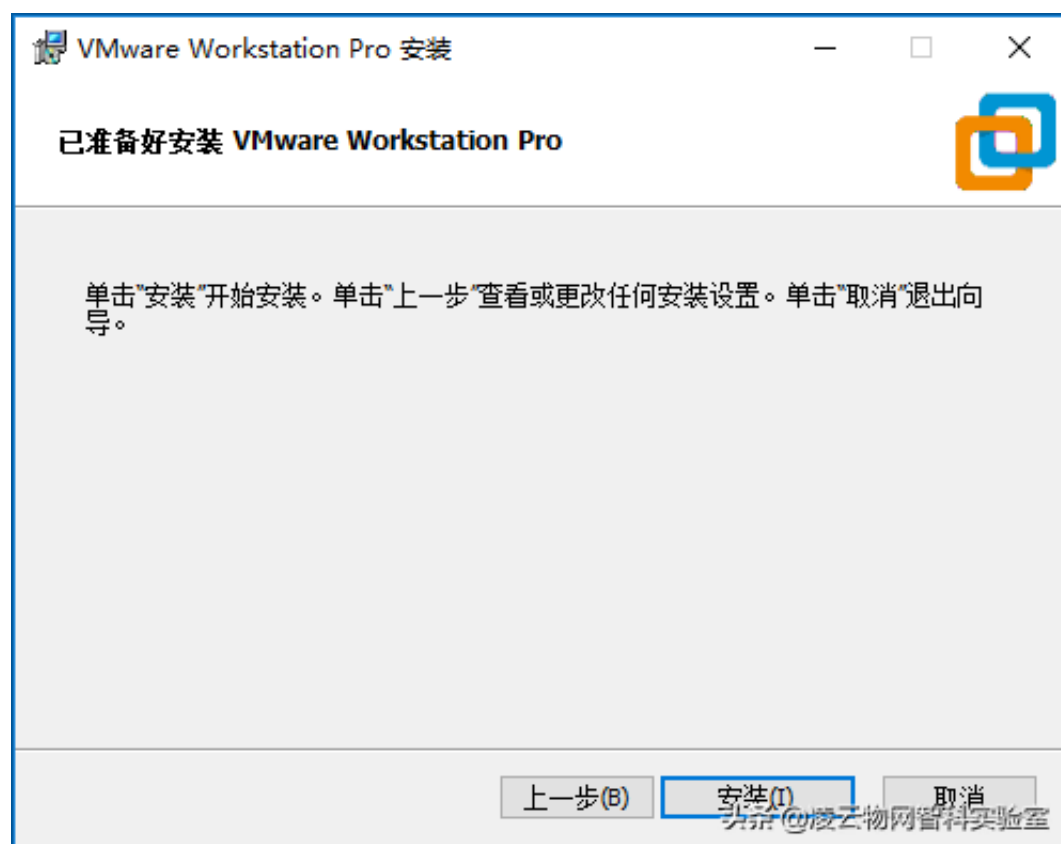 VMware Workstation Pro 安装
已准备好安装 VMware Workstation Pro
单击"安装"开始安装。单击"上一步"查看或更改任何安装设置。单击"取消"退出向
导。
上一步(B)
安装(I)
取消
头条 @凌云物网智科实验室